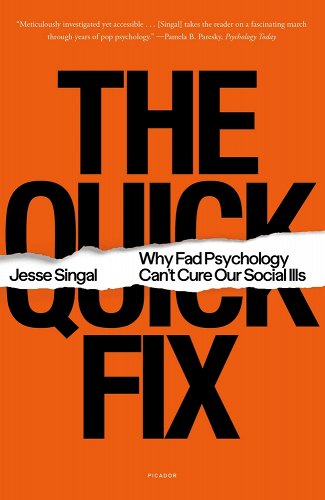 "Meticulously investigated yet accessible . . . [Singal] takes the reader on a fascinating march
through years of pop psychology." —Pamela B. Paresky, Psychology Today
THE
QUICK
Jesse Singal
Why Fad Psychology
Can't Cure Our Social Ills
FIX
PICADOR